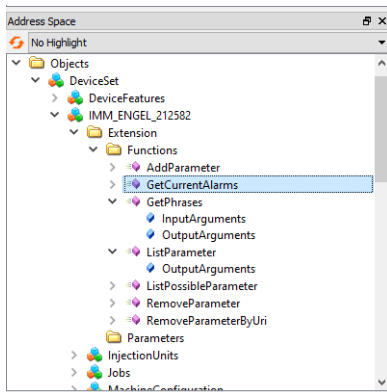 Address Space
No Highlight
Objects
DeviceSet
DeviceFeatures
IMM_ENGEL_212582
Extension
Functions
AddParameter
GetCurrentAlarms
GetPhrases
InputArguments
OutputArguments
ListParameter
OutputArguments
ListPossibleParameter
RemoveParameter
RemoveParameterByUri
Parameters
InjectionUnits
Jobs
MachineConfiguration